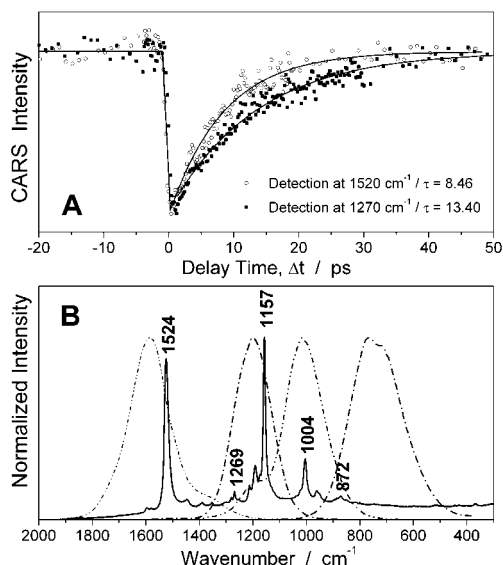 CARS Intensity
A
Detection at 1520 cm⁻¹ / τ = 8.46
Detection at 1270 cm⁻¹ / τ = 13.40
-20 -10 0 10 20 30 40 50
Delay Time, Δt / ps
B
Normalized Intensity
1524
1269
1157
1004
872
2000 1800 1600 1400 1200 1000 800 600 400
Wavenumber / cm⁻¹